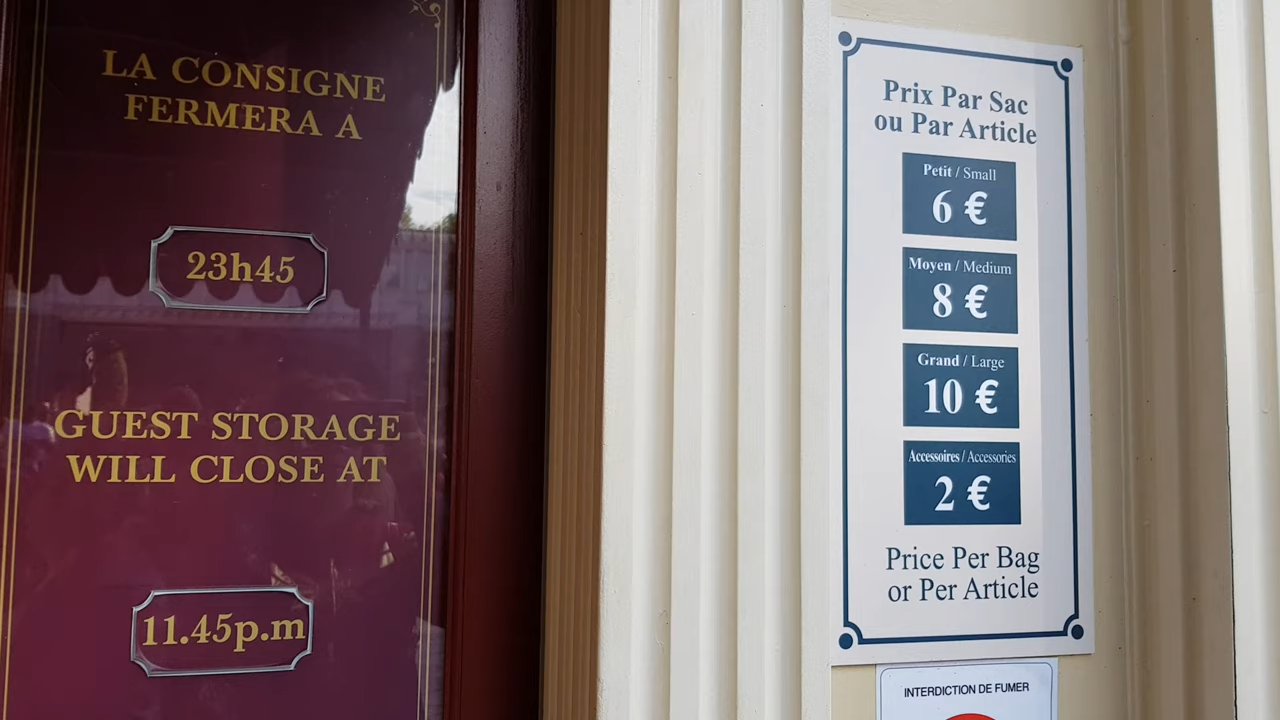 LA CONSIGNE
FERMERA A
23h45
GUEST STORAGE
WILL CLOSE AT
11.45p.m
Prix Par Sac
ou Par Article
Petit / Small
6 €
Moyen / Medium
8 €
Grand / Large
10 €
Accessoires / Accessories
2 €
Price Per Bag
or Per Article
INTERDICTION DE FUMER